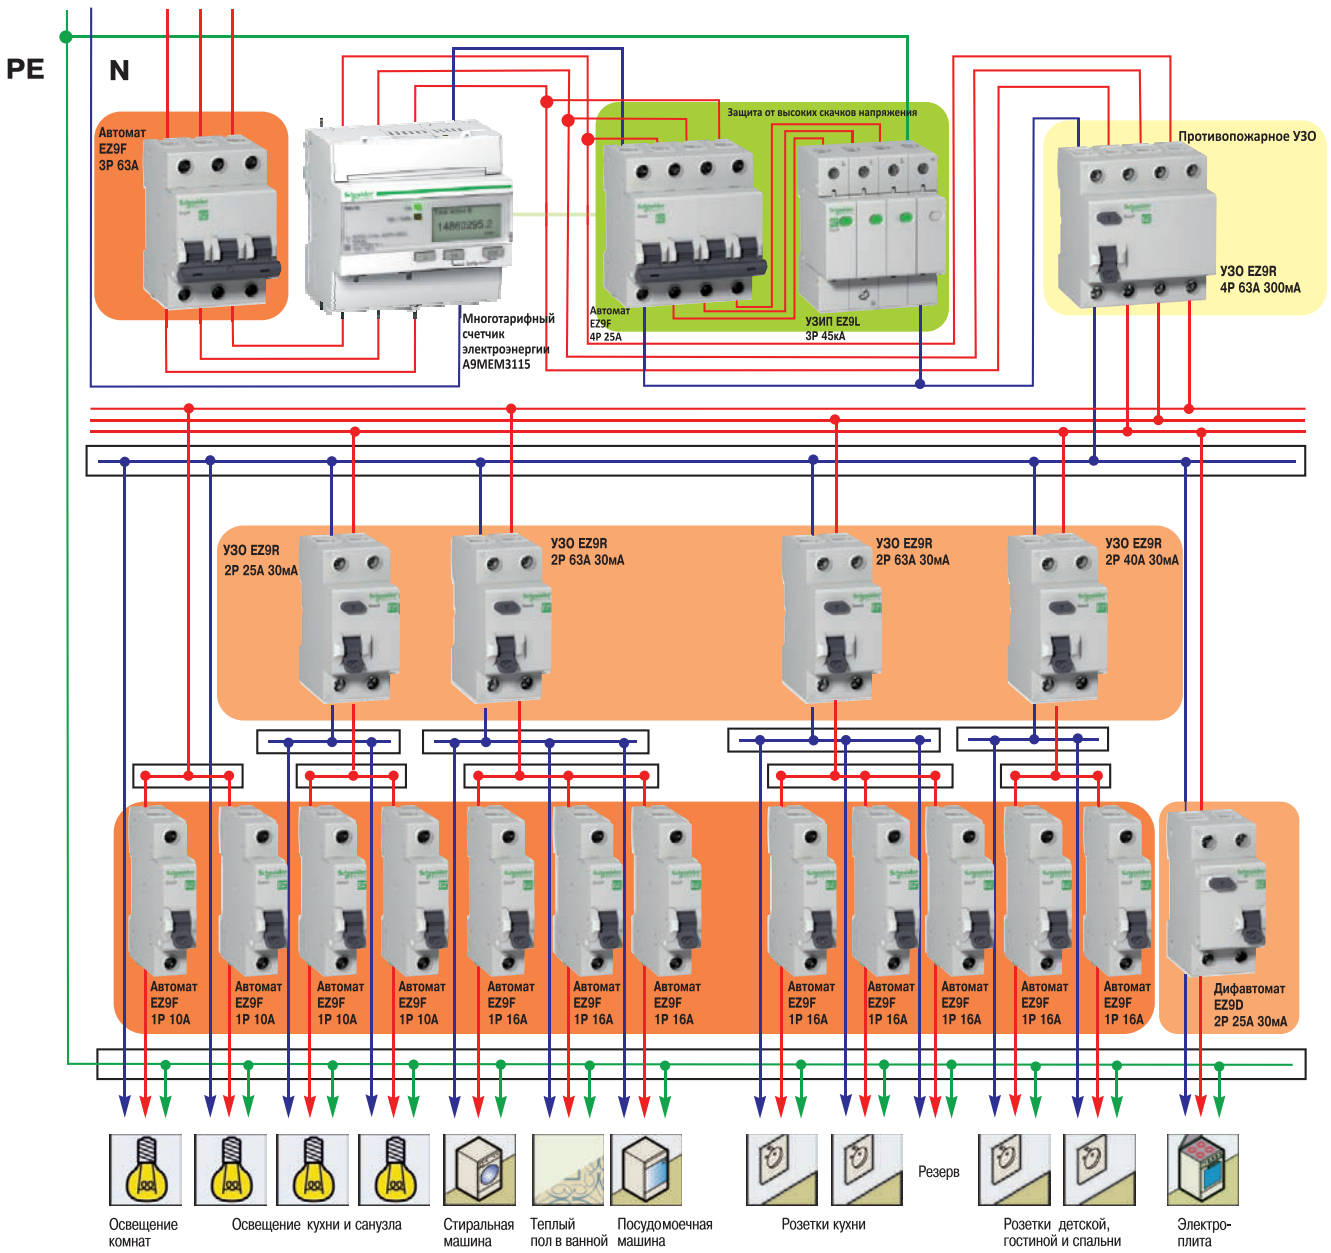 PE
N
Автомат
EZ9F
3P 63A
Schneider
14860295.0
Многотарифный
счетчик
электроэнергии
A9MEM3115
Защита от высоких скачков напряжения
Schneider
Автомат
EZ9F
4P 25A
Schneider
УЗИП EZ9L
3P 45кА
Противопожарное УЗО
Schneider
УЗО EZ9R
4P 63A 300мА
УЗО EZ9R
2P 25A 30мА
УЗО EZ9R
2P 63A 30мА
УЗО EZ9R
2P 63A 30мА
УЗО EZ9R
2P 40A 30мА
Автомат
EZ9F
1P 10A
Автомат
EZ9F
1P 10A
Автомат
EZ9F
1P 10A
Автомат
EZ9F
1P 10A
Автомат
EZ9F
1P 16A
Автомат
EZ9F
1P 16A
Автомат
EZ9F
1P 16A
Автомат
EZ9F
1P 16A
Автомат
EZ9F
1P 16A
Автомат
EZ9F
1P 16A
Автомат
EZ9F
1P 16A
Автомат
EZ9F
1P 16A
Дифавтомат
EZ9D
2P 25A 30мА
Освещение
комнат
Освещение кухни и санузла
Стиральная
машина
Теплый
пол в ванной
Посудомоечная
машина
Розетки кухни
Резерв
Розетки детской,
гостиной и спальни
Электро-
плита